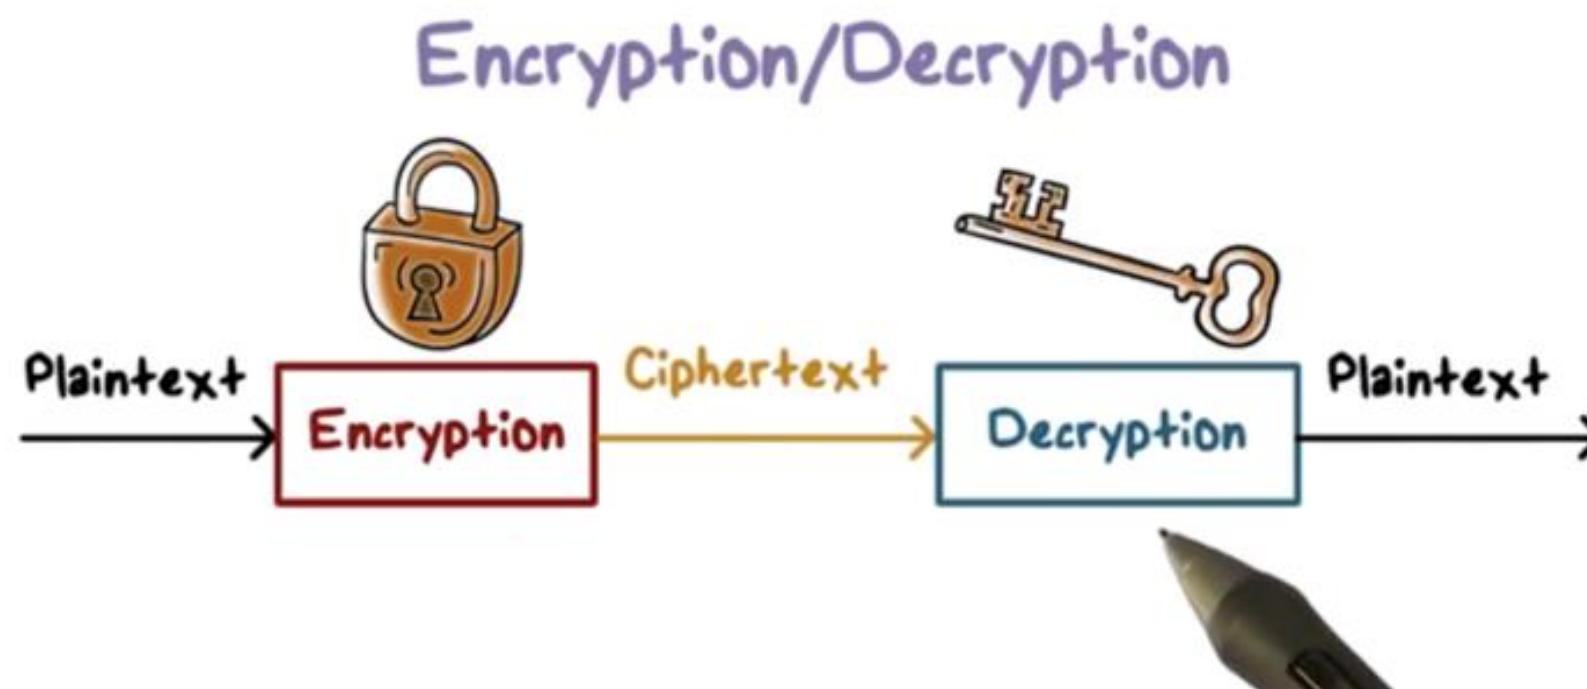 Encryption/Decryption
Plaintext
Encryption
Ciphertext
Decryption
Plaintext